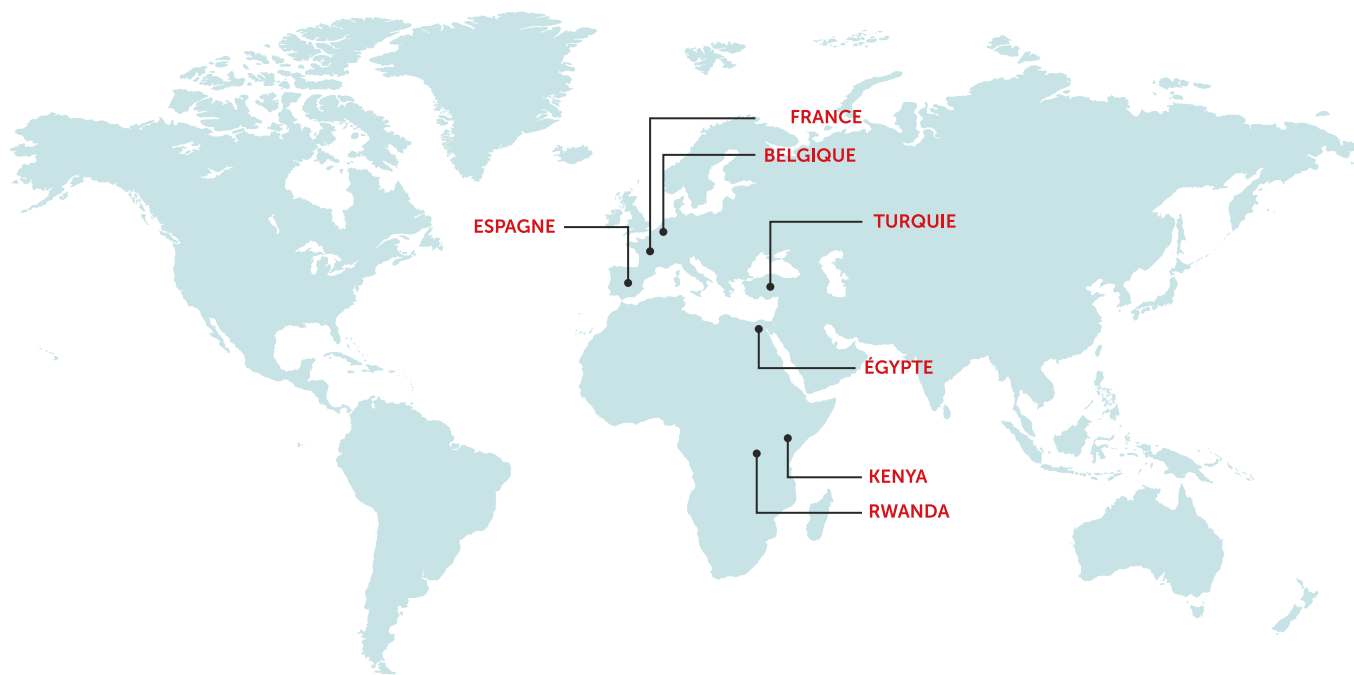 FRANCE
BELGIQUE
ESPAGNE
TURQUIE
ÉGYPTE
KENYA
RWANDA